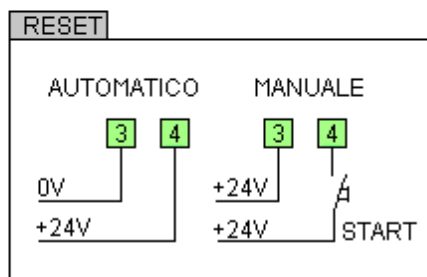 RESET
AUTOMATICO MANUALE
3 4 3 4
0V +24V
+24V +24V START